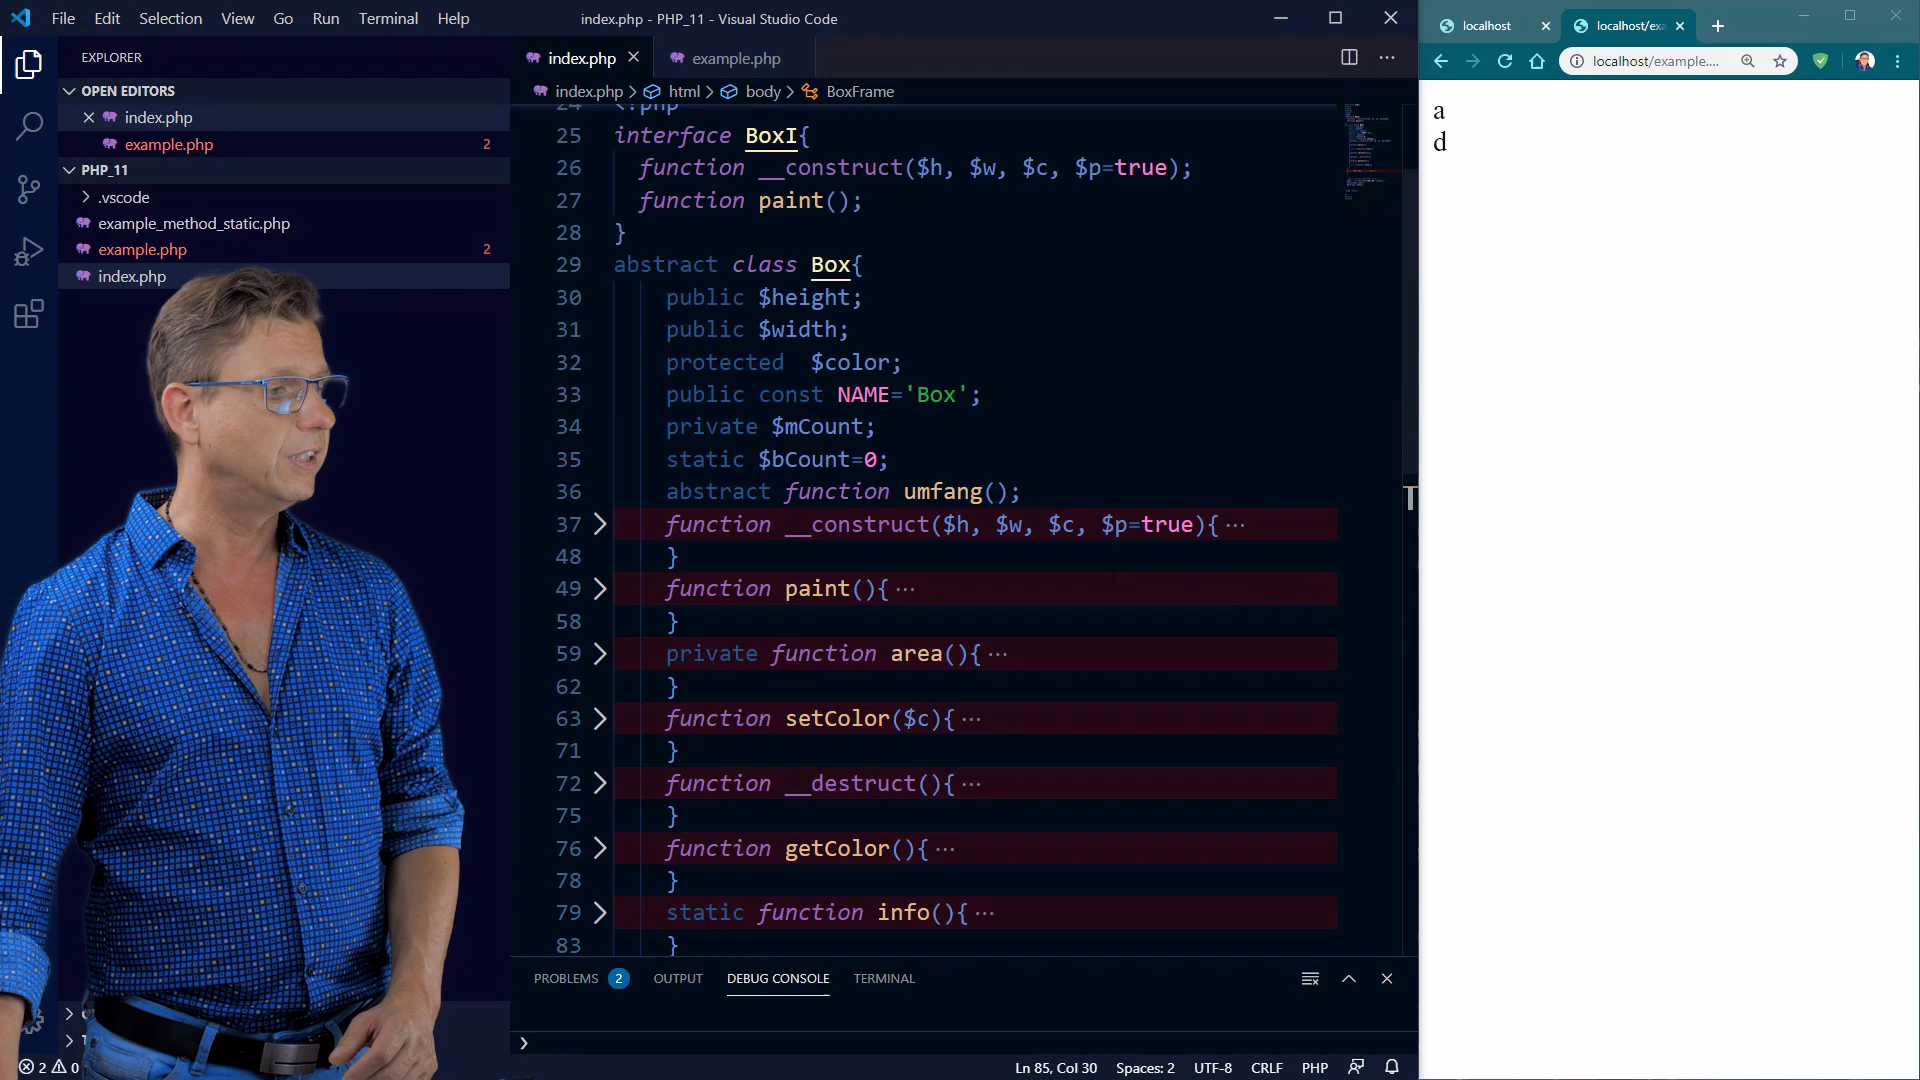 File Edit Selection View Go Run Terminal Help
index.php - PHP_11 - Visual Studio Code
EXPLORER
OPEN EDITORS
index.php
example.php 2
PHP_11
.vscode
example_method_static.php
example.php 2
index.php
index.php
example.php
index.php > html > body > BoxFrame
24 <?php
25 interface BoxI{
26 function __construct($h, $w, $c, $p=true);
27 function paint();
28 }
29 abstract class Box{
30 public $height;
31 public $width;
32 protected $color;
33 public const NAME='Box';
34 private $mCount;
35 static $bCount=0;
36 abstract function umfang();
37 function __construct($h, $w, $c, $p=true){ ...
48 }
49 function paint(){ ...
58 }
59 private function area(){ ...
62 }
63 function setColor($c){ ...
71 }
72 function __destruct(){ ...
75 }
76 function getColor(){ ...
78 }
79 static function info(){ ...
83 }
PROBLEMS 2 OUTPUT DEBUG CONSOLE TERMINAL
2 0
Ln 85, Col 30 Spaces: 2 UTF-8 CRLF PHP
localhost
localhost/exa
localhost/example....
a
d